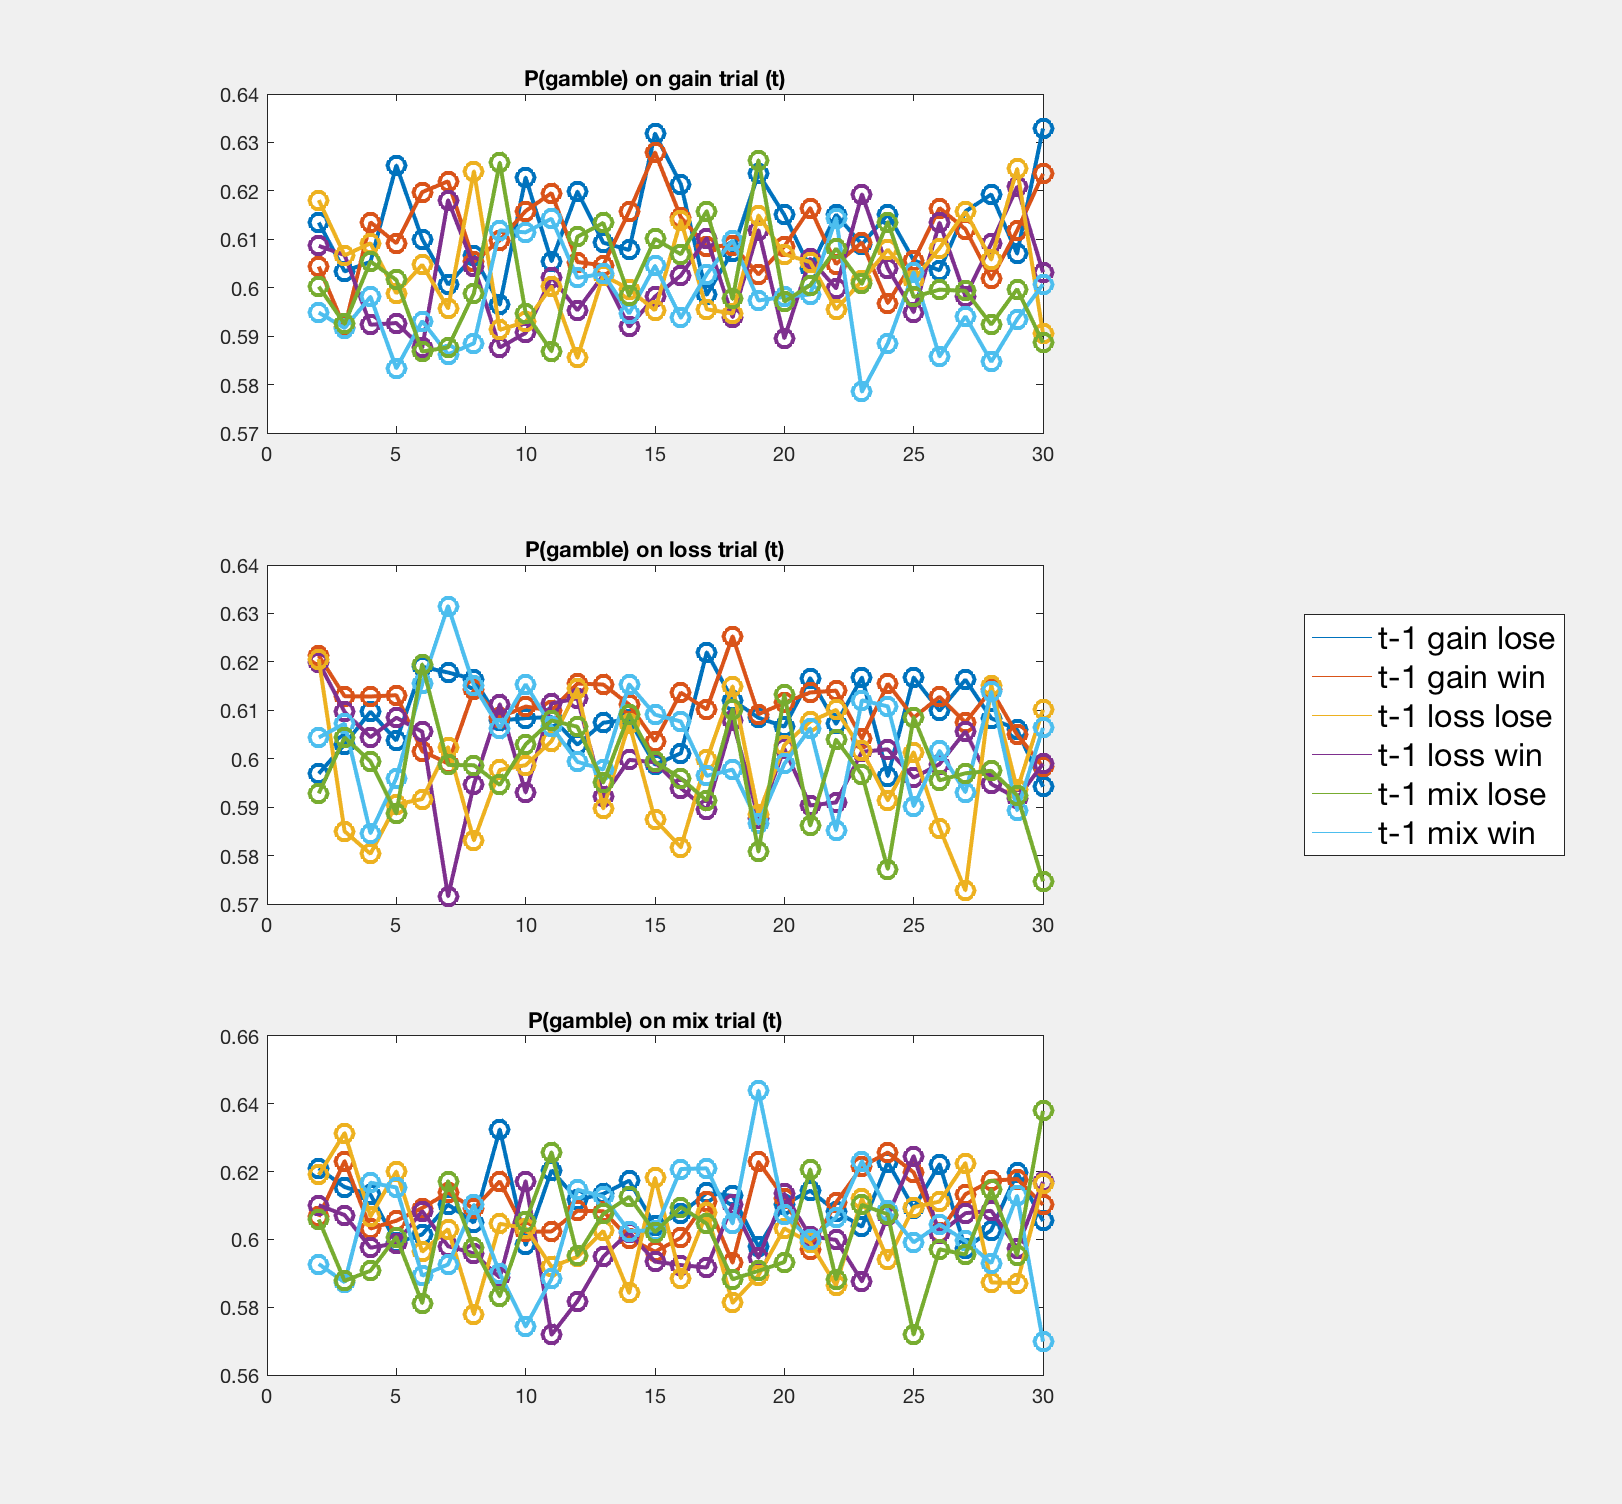 P(gamble) on gain trial (t)
0.64
0.63
0.62
0.61
0.6
0.59
0.58
0.57
0 5 10 15 20 25 30
P(gamble) on loss trial (t)
0.64
0.63
0.62
0.61
0.6
0.59
0.58
0.57
0 5 10 15 20 25 30
t-1 gain lose
t-1 gain win
t-1 loss lose
t-1 loss win
t-1 mix lose
t-1 mix win
P(gamble) on mix trial (t)
0.66
0.64
0.62
0.6
0.58
0.56
0 5 10 15 20 25 30